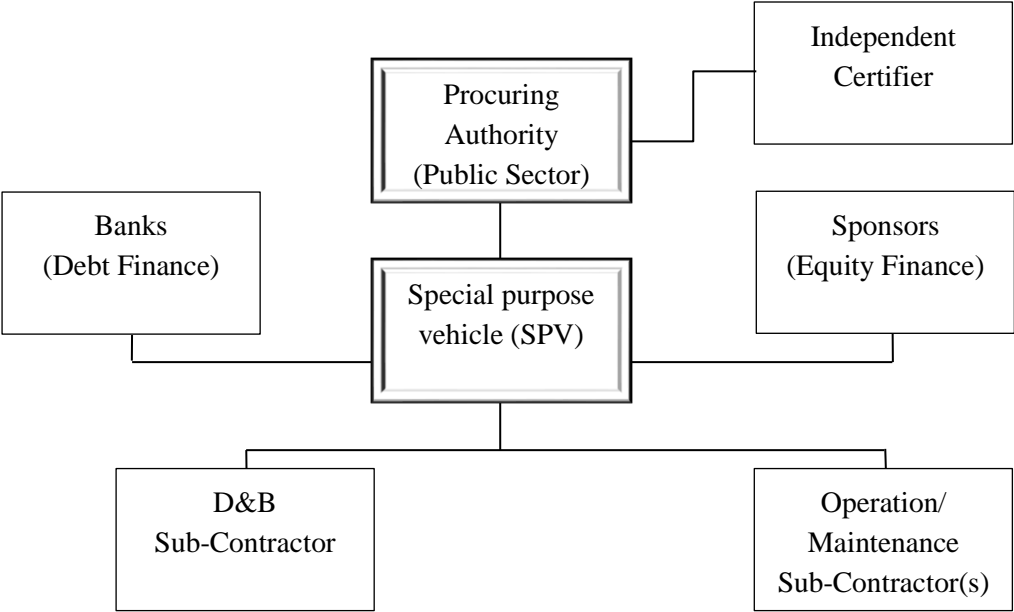 Independent
Certifier
Procuring
Authority
(Public Sector)
Banks
(Debt Finance)
Sponsors
(Equity Finance)
Special purpose
vehicle (SPV)
D&B
Sub-Contractor
Operation/
Maintenance
Sub-Contractor(s)